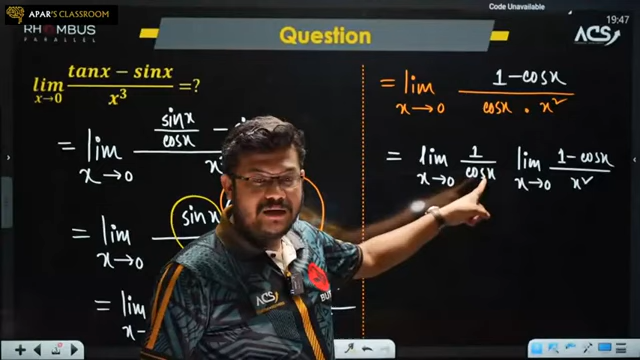 APAR'S CLASSROOM
Code Unavailable
19:47
RHOMBUS
PARALLEL
Question
ACS
lim x→0 (tanx − sinx)/x³ =?
= lim x→0 (sinx/cosx −
= lim x→0 sinx
= lim
= lim x→0 (1−cosx)/(cosx . x²)
= lim x→0 1/cosx lim x→0 (1−cosx)/x²
ACS